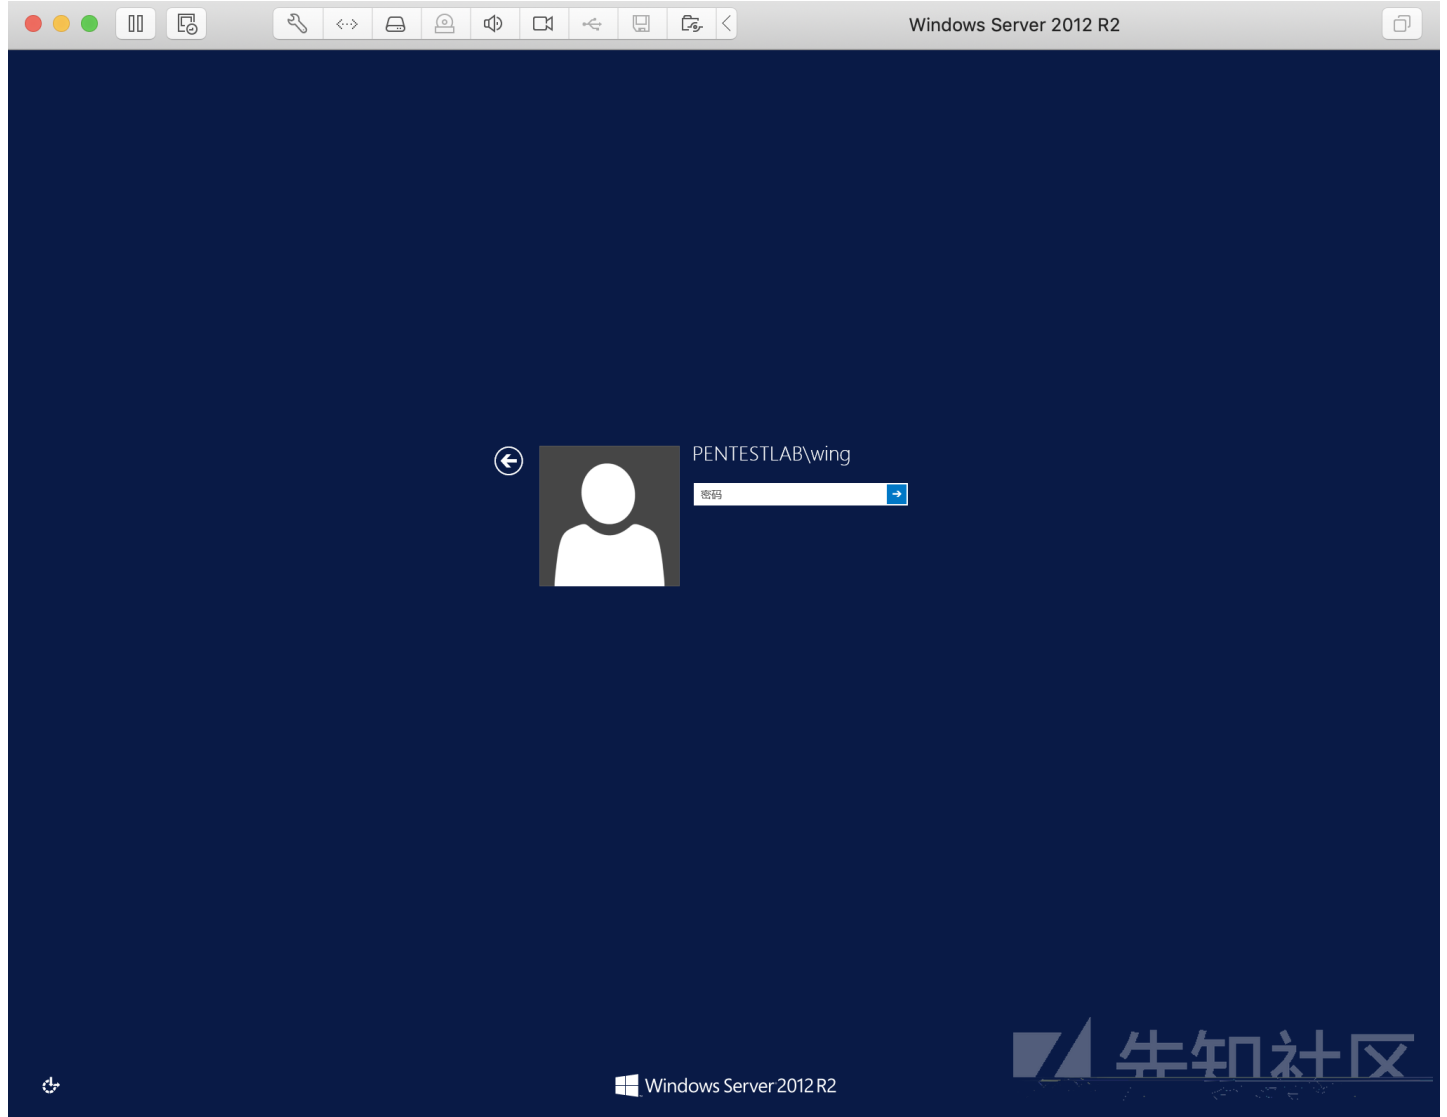 Windows Server 2012 R2
PENTESTLAB\wing
密码
Windows Server 2012 R2
先知社区